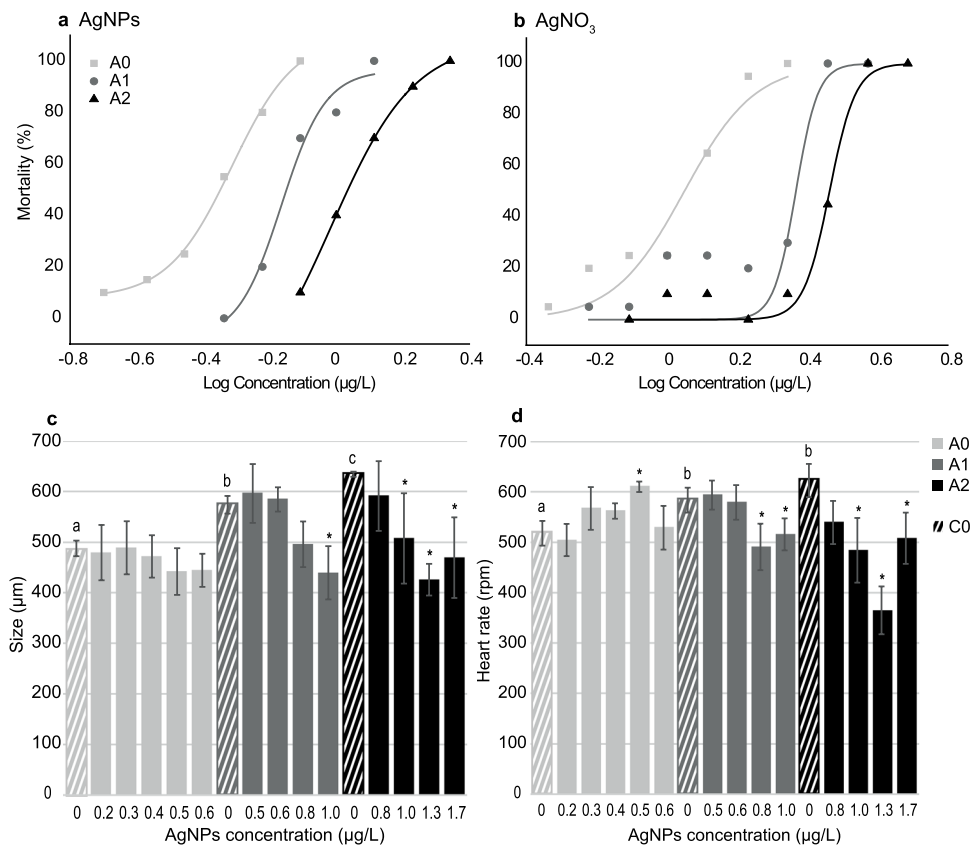 a AgNPs
100
80
60
40
20
0
Mortality (%)
A0
A1
A2
-0.8 -0.6 -0.4 -0.2 0 0.2 0.4
Log Concentration (µg/L)
b AgNO3
100
80
60
40
20
0
-0.4 -0.2 0 0.2 0.4 0.6 0.8
Log Concentration (µg/L)
c
700
600
500
400
300
200
100
0
Size (µm)
a b * c * * *
0 0.2 0.3 0.4 0.5 0.6 0 0.5 0.6 0.8 1.0 0 0.8 1.0 1.3 1.7
AgNPs concentration (µg/L)
d
700
600
500
400
300
200
100
0
Heart rate (rpm)
a * b * * b * * *
0 0.2 0.3 0.4 0.5 0.6 0 0.5 0.6 0.8 1.0 0 0.8 1.0 1.3 1.7
AgNPs concentration (µg/L)
A0
A1
A2
C0